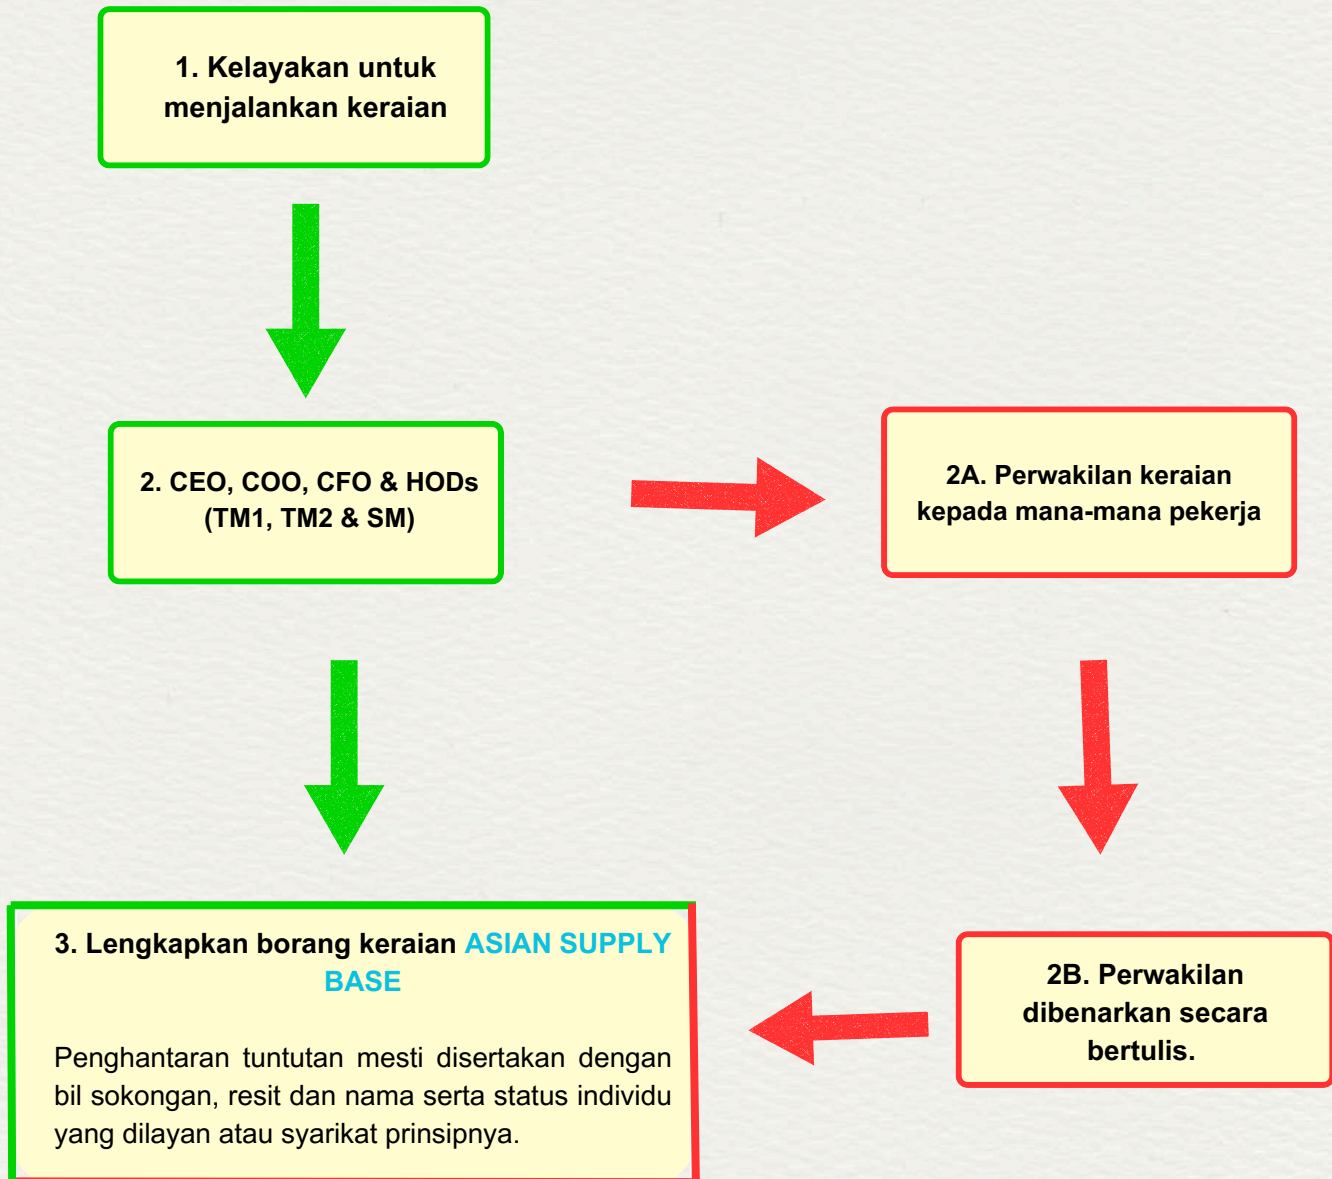 1. Kelayakan untuk
menjalankan keraian
2. CEO, COO, CFO & HODs
(TM1, TM2 & SM)
2A. Perwakilan keraian
kepada mana-mana pekerja
3. Lengkapkan borang keraian ASIAN SUPPLY
BASE
Penghantaran tuntutan mesti disertakan dengan
bil sokongan, resit dan nama serta status individu
yang dilayan atau syarikat prinsipnya.
2B. Perwakilan
dibenarkan secara
bertulis.